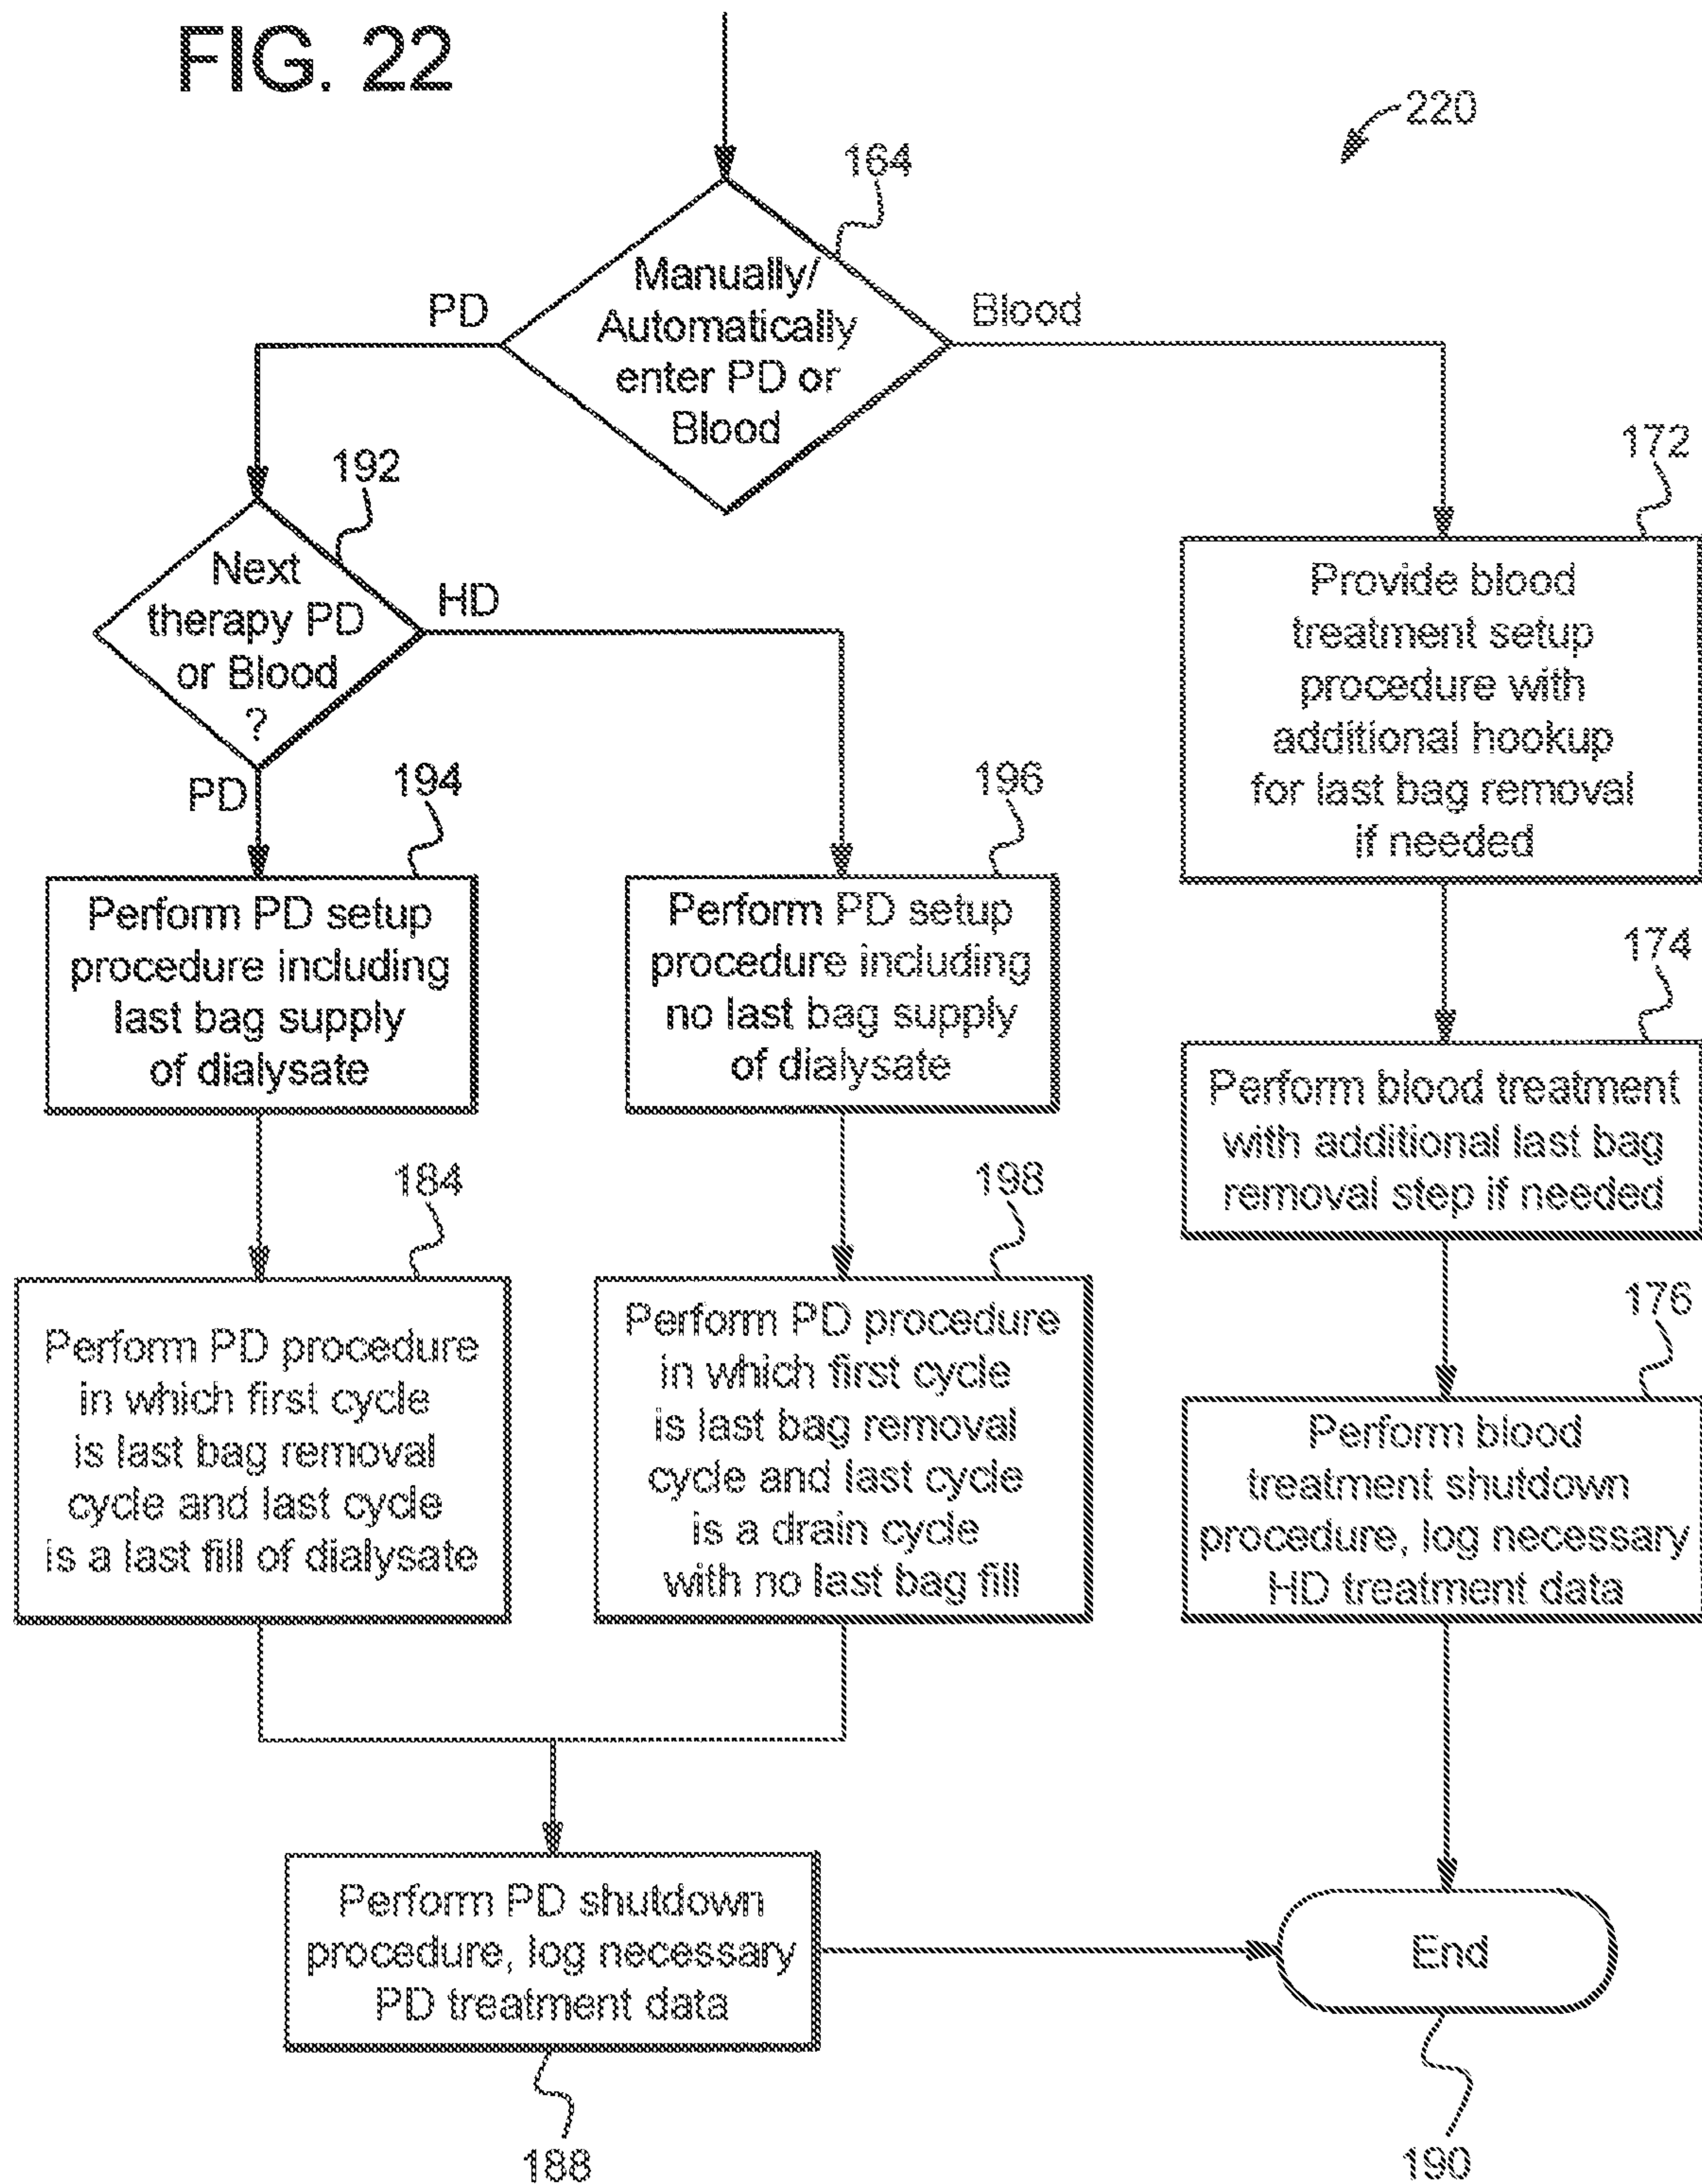 FIG. 22
220
164
Manually/
Automatically
enter PD or
Blood
PD
Blood
192
Next
therapy PD
or Blood
?
HD
PD
172
Provide blood
treatment setup
procedure with
additional hookup
for last bag removal
if needed
194
Perform PD setup
procedure including
last bag supply
of dialysate
196
Perform PD setup
procedure including
no last bag supply
of dialysate
174
Perform blood treatment
with additional last bag
removal step if needed
184
Perform PD procedure
in which first cycle
is last bag removal
cycle and last cycle
is a last fill of dialysate
198
Perform PD procedure
in which first cycle
is last bag removal
cycle and last cycle
is a drain cycle
with no last bag fill
176
Perform blood
treatment shutdown
procedure, log necessary
HD treatment data
Perform PD shutdown
procedure, log necessary
PD treatment data
188
End
190